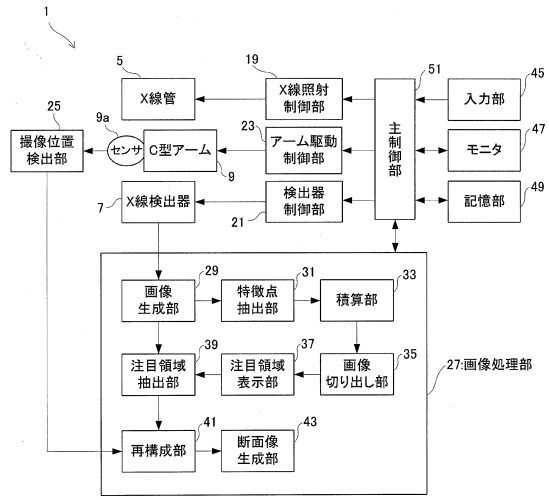 1
5
19
51
45
25
X線管
X線照射
制御部
入力部
9a
23
47
撮像位置
検出部
センサ
C型アーム
アーム駆動
制御部
主制御部
モニタ
9
49
X線検出器
検出器
制御部
記憶部
7
21
29
31
33
画像
生成部
特徴点
抽出部
積算部
39
37
35
注目領域
抽出部
注目領域
表示部
画像
切り出し部
27:画像処理部
41
43
再構成部
断面像
生成部